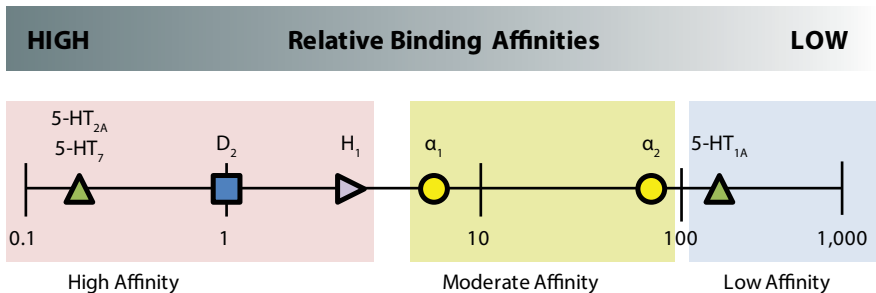 HIGH Relative Binding Affinities LOW
5-HT₂A
5-HT₇ D₂ H₁ α₁ α₂ 5-HT₁A
0.1 1 10 100 1,000
High Affinity Moderate Affinity Low Affinity